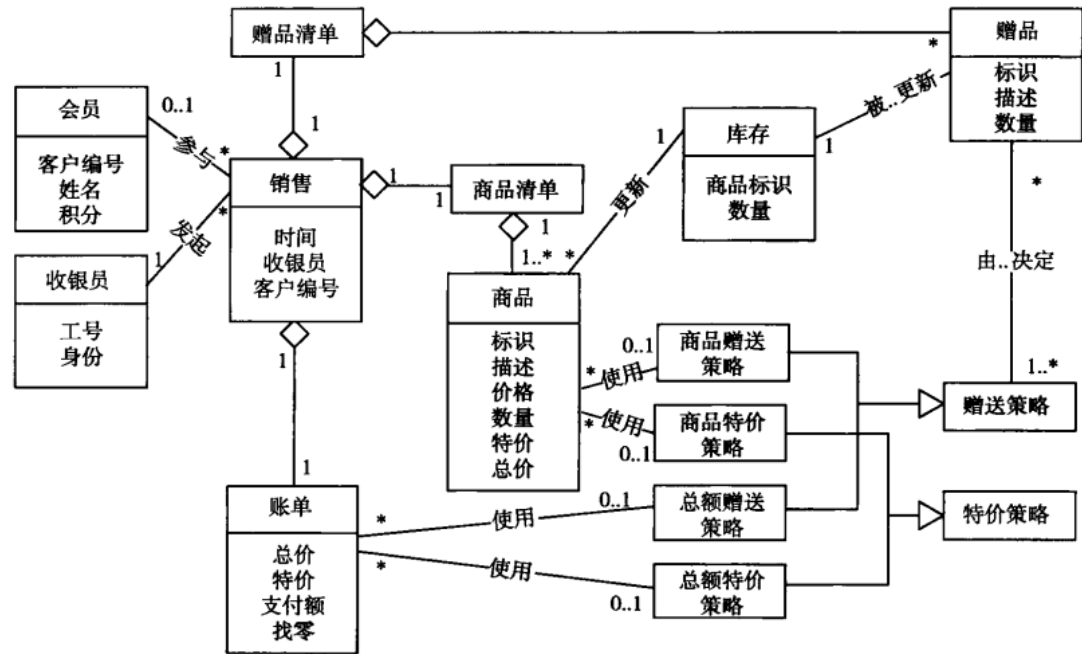 赠品清单
赠品
标识
描述
数量
*
1
1
会员
客户编号
姓名
积分
0..1
参与
*
收银员
工号
身份
1
发起
*
销售
时间
收银员
客户编号
1
1
商品清单
1
1..*
*
更新
1
库存
商品标识
数量
1
被..更新
*
由..决定
1..*
商品
标识
描述
价格
数量
特价
总价
*
使用
0..1
商品赠送
策略
*
使用
0..1
商品特价
策略
赠送策略
特价策略
1
1
账单
总价
特价
支付额
找零
*
使用
0..1
总额赠送
策略
*
使用
0..1
总额特价
策略